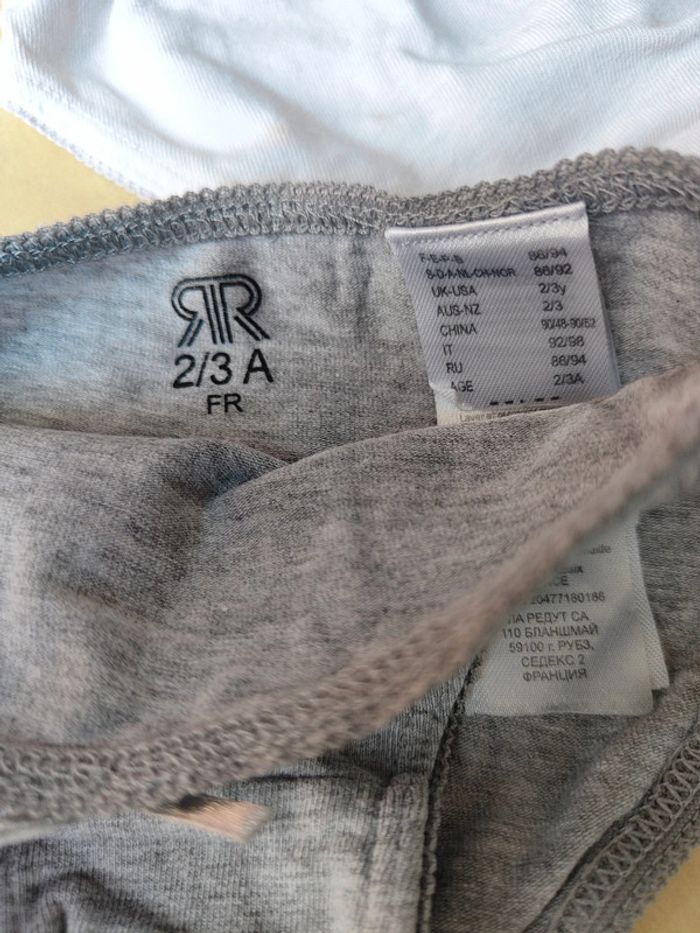 RR
2/3 A
FR
F-E-P-B 86/94
S-D-A-NL-CH-NOR 86/92
UK-USA 2/3y
AUS-NZ 2/3
CHINA 90/48-90/52
IT 92/98
RU 86/94
AGE 2/3A
20477180186
ЛА РЕДУТ СА
110 БЛАНШМАЙ
59100 г. РУБЭ,
СЕДЕКС 2
ФРАНЦИЯ